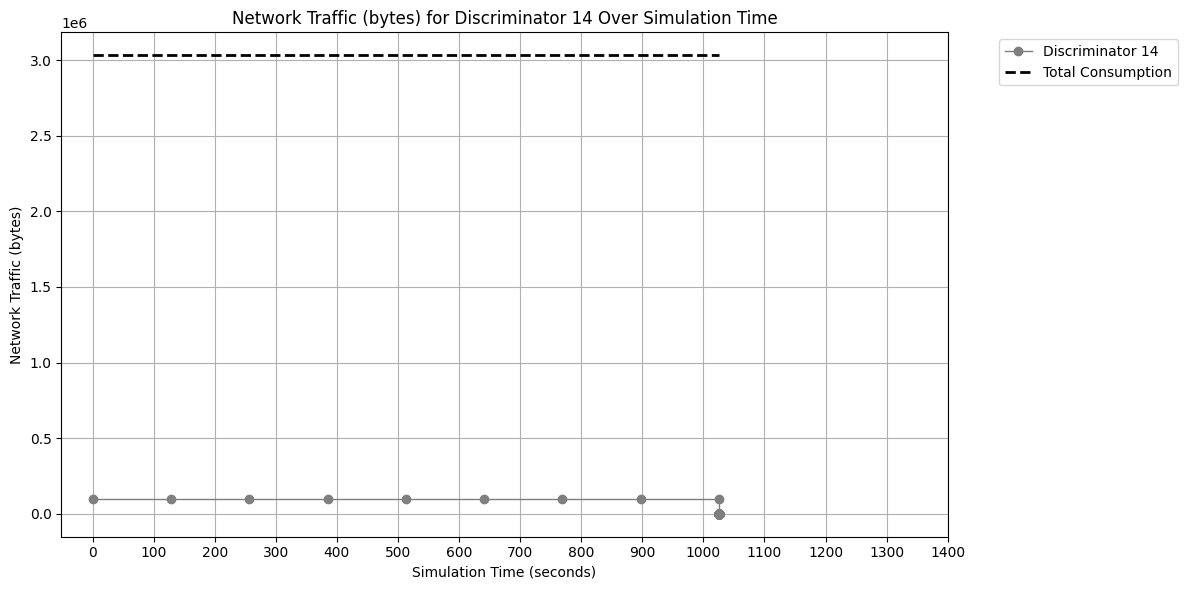 Network Traffic (bytes) for Discriminator 14 Over Simulation Time
1e6
Discriminator 14
Total Consumption
3.0
2.5
2.0
1.5
1.0
0.5
0.0
Network Traffic (bytes)
0 100 200 300 400 500 600 700 800 900 1000 1100 1200 1300 1400
Simulation Time (seconds)